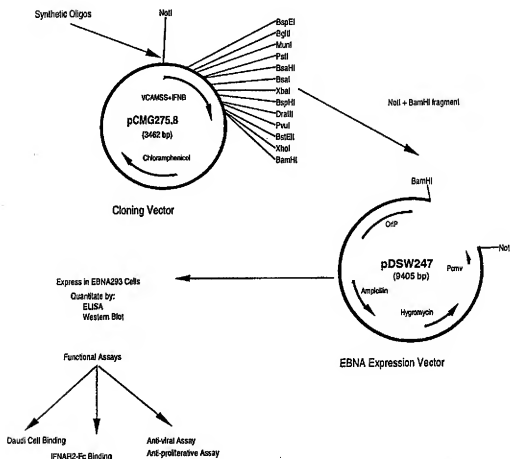 Synthetic Oligos
NotI
BspEI
BglII
MunI
PstI
BsaHI
BsaI
XbaI
BspHI
DraIII
PvuI
BstEII
XhoI
BamHI
VCAMSS+IFNB
pCMG275.8
(3462 bp)
Chloramphenicol
Cloning Vector
NotI + BamHI fragment
BamHI
OriP
NotI
pDSW247
(9405 bp)
Pcmv
Ampicillin
Hygromycin
EBNA Expression Vector
Express in EBNA293 Cells
Quantitate by:
ELISA
Western Blot
Functional Assays
Daudi Cell Binding
IFNAR2-Fc Binding
Anti-viral Assay
Anti-proliferative Assay